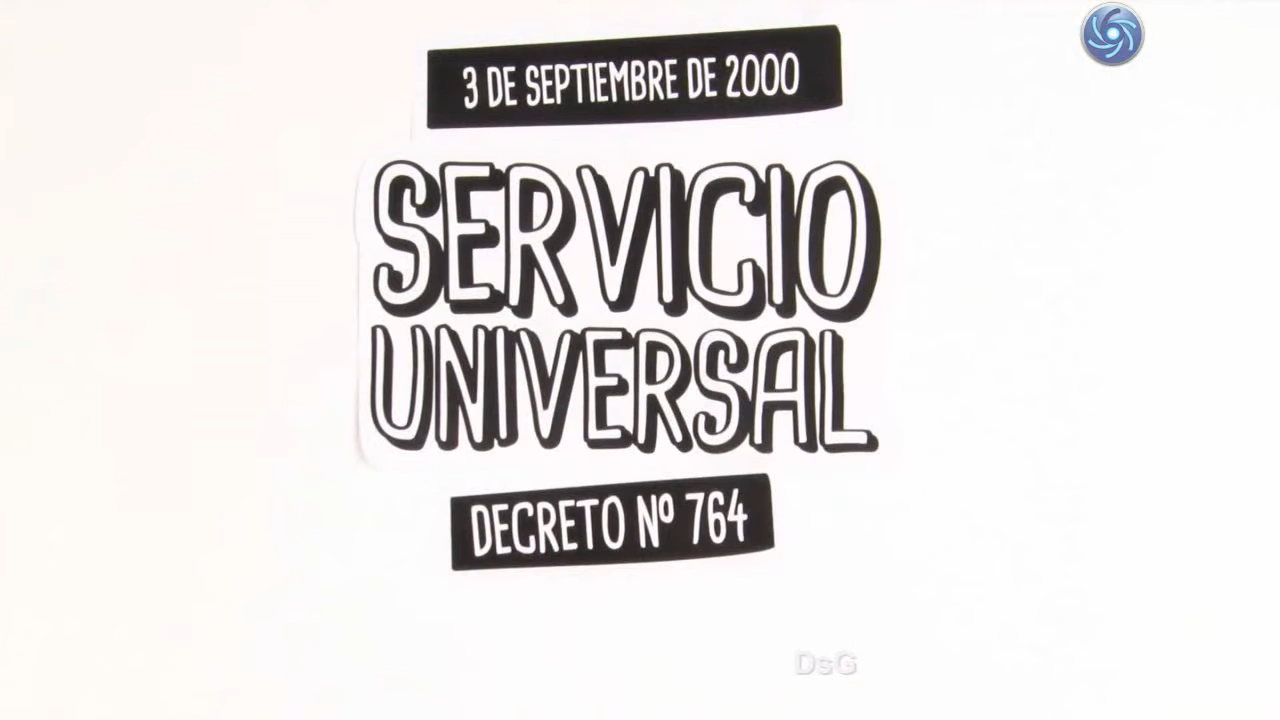 3 DE SEPTIEMBRE DE 2000
SERVICIO
UNIVERSAL
DECRETO Nº 764
DsG